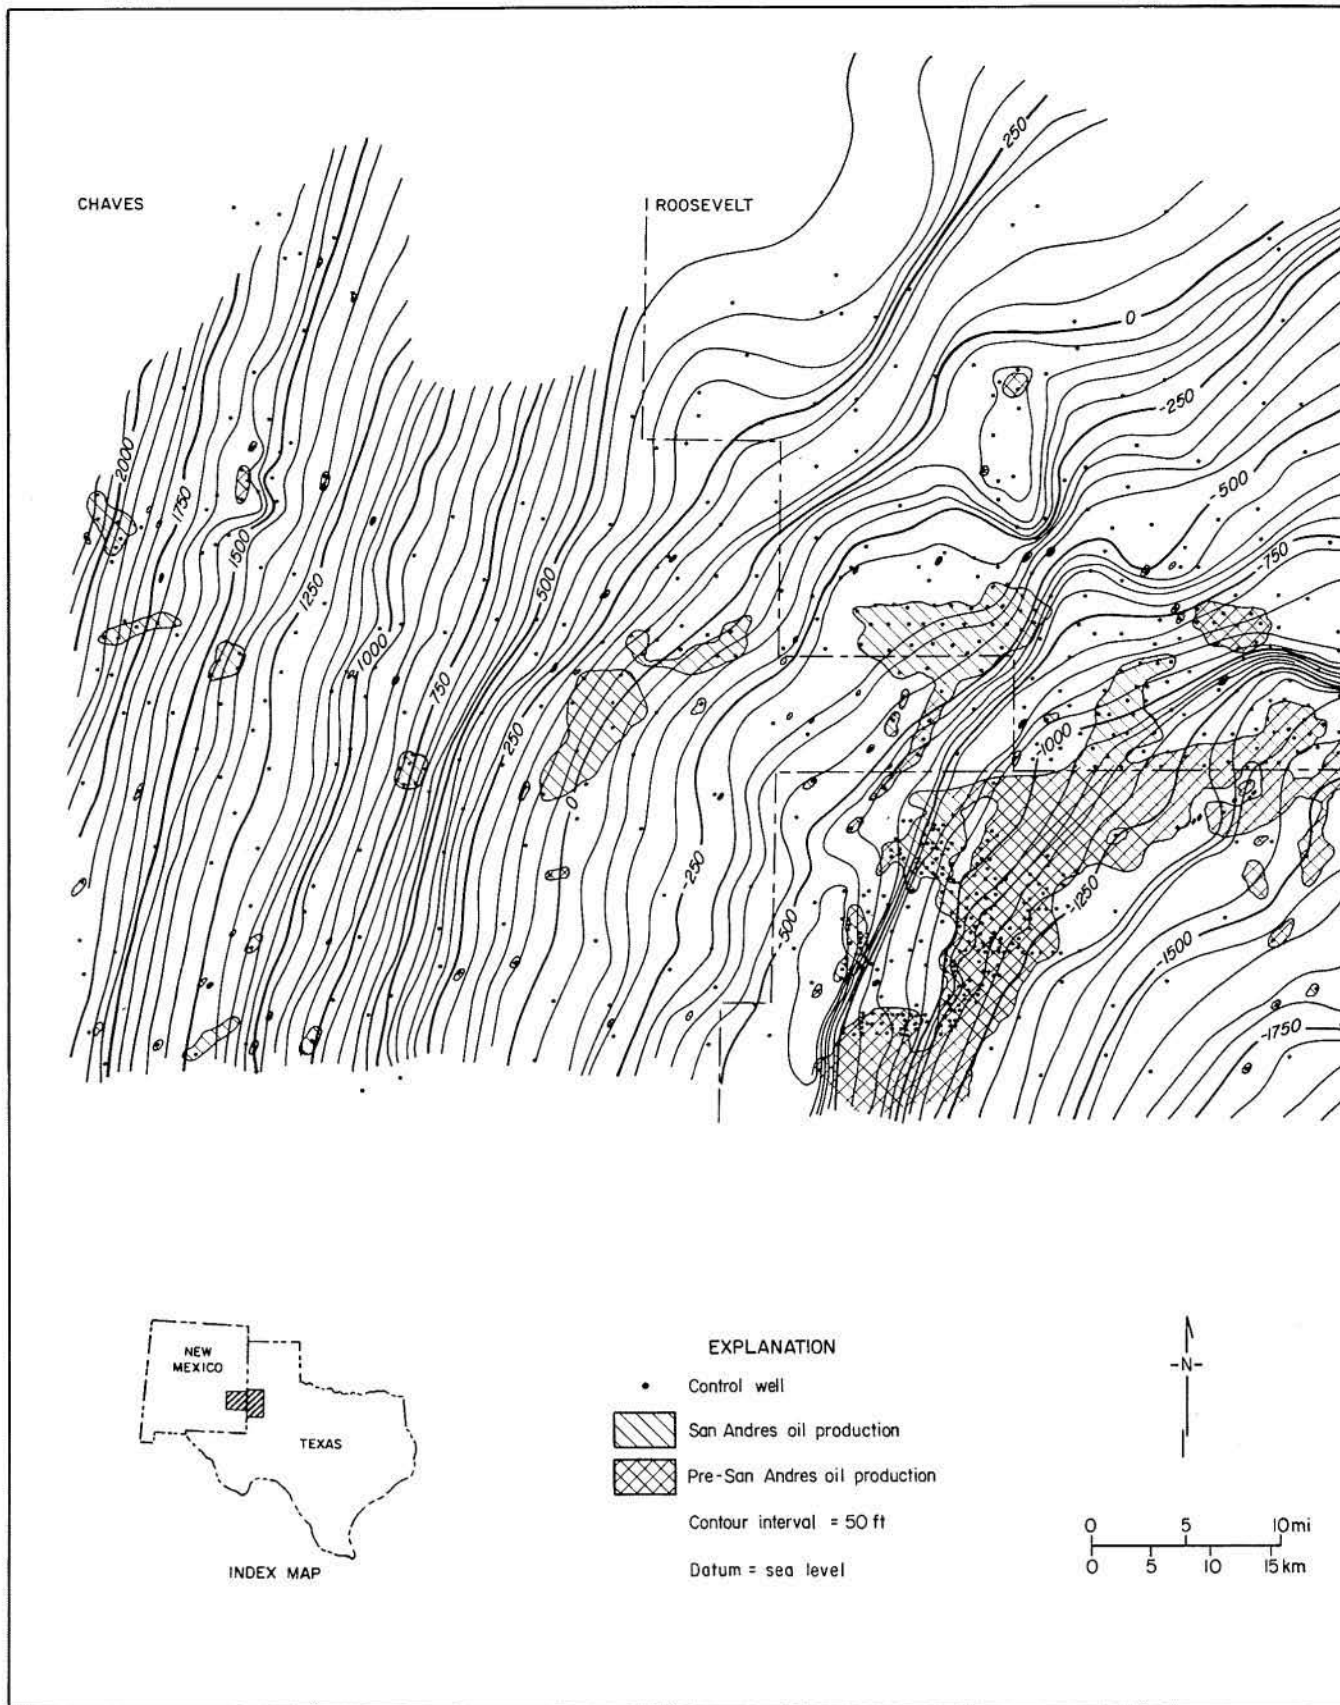 250
CHAVES
ROOSEVELT
0
-250
2000
1750
1500
-500
-750
1250
500
1000
750
250
-1000
0
-250
-500
-1250
-1500
-1750
NEW
MEXICO
TEXAS
INDEX MAP
EXPLANATION
Control well
San Andres oil production
Pre-San Andres oil production
Contour interval = 50 ft
Datum = sea level
-N-
0 5 10 mi
0 5 10 15 km